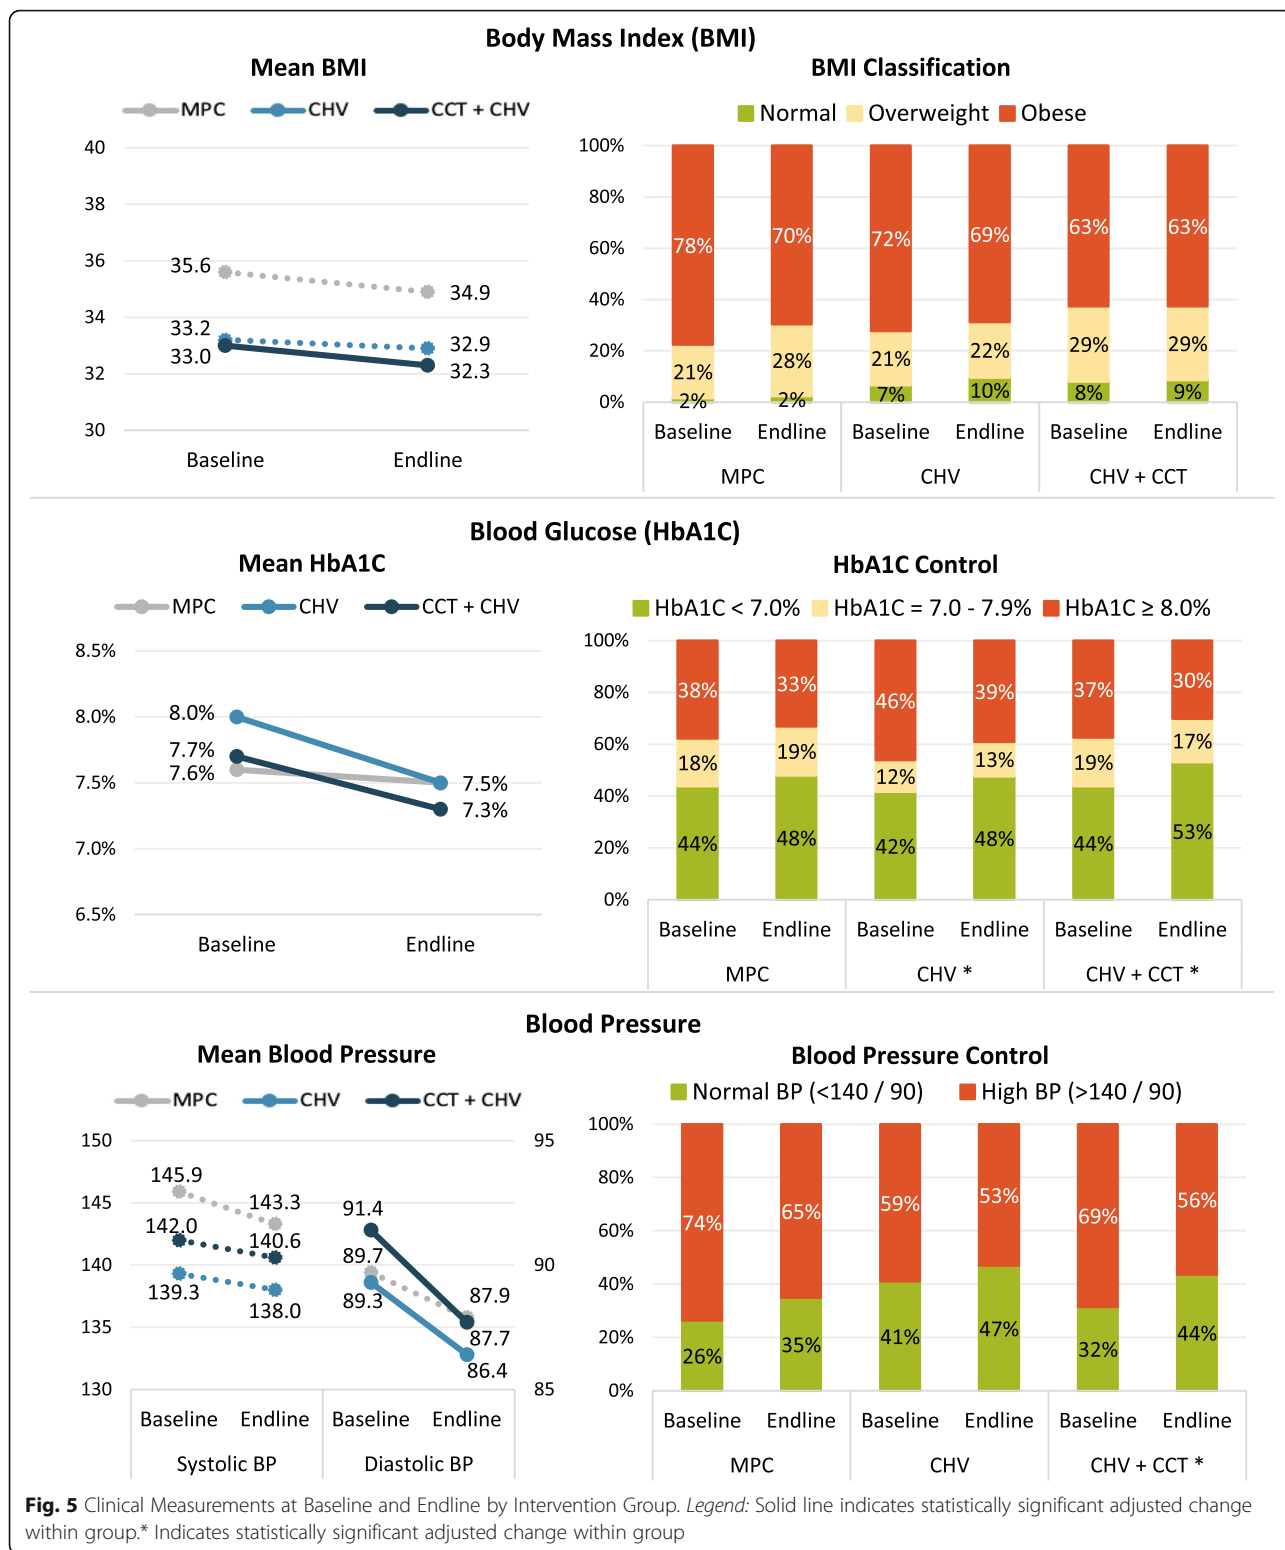 Body Mass Index (BMI)
Mean BMI
MPC CHV CCT + CHV
40
38
36
34
32
30
35.6
34.9
33.2
32.9
33.0
32.3
Baseline Endline
BMI Classification
Normal Overweight Obese
100%
80%
60%
40%
20%
0%
78% 70% 72% 69% 63% 63%
21% 28% 21% 22% 29% 29%
2% 2% 7% 10% 8% 9%
Baseline Endline Baseline Endline Baseline Endline
MPC CHV CHV + CCT
Blood Glucose (HbA1C)
Mean HbA1C
MPC CHV CCT + CHV
8.5%
8.0%
7.5%
7.0%
6.5%
8.0%
7.7%
7.6%
7.5%
7.3%
Baseline Endline
HbA1C Control
HbA1C < 7.0% HbA1C = 7.0 - 7.9% HbA1C ≥ 8.0%
100%
80%
60%
40%
20%
0%
38% 33% 46% 39% 37% 30%
18% 19% 12% 13% 19% 17%
44% 48% 42% 48% 44% 53%
Baseline Endline Baseline Endline Baseline Endline
MPC CHV * CHV + CCT *
Blood Pressure
Mean Blood Pressure
MPC CHV CCT + CHV
150
145
140
135
130
95
90
85
145.9
143.3
142.0
140.6
139.3
138.0
91.4
89.7
89.3
87.9
87.7
86.4
Baseline Endline Baseline Endline
Systolic BP Diastolic BP
Blood Pressure Control
Normal BP (<140 / 90) High BP (>140 / 90)
100%
80%
60%
40%
20%
0%
74% 65% 59% 53% 69% 56%
26% 35% 41% 47% 32% 44%
Baseline Endline Baseline Endline Baseline Endline
MPC CHV CHV + CCT *
Fig. 5 Clinical Measurements at Baseline and Endline by Intervention Group. Legend: Solid line indicates statistically significant adjusted change
within group.* Indicates statistically significant adjusted change within group